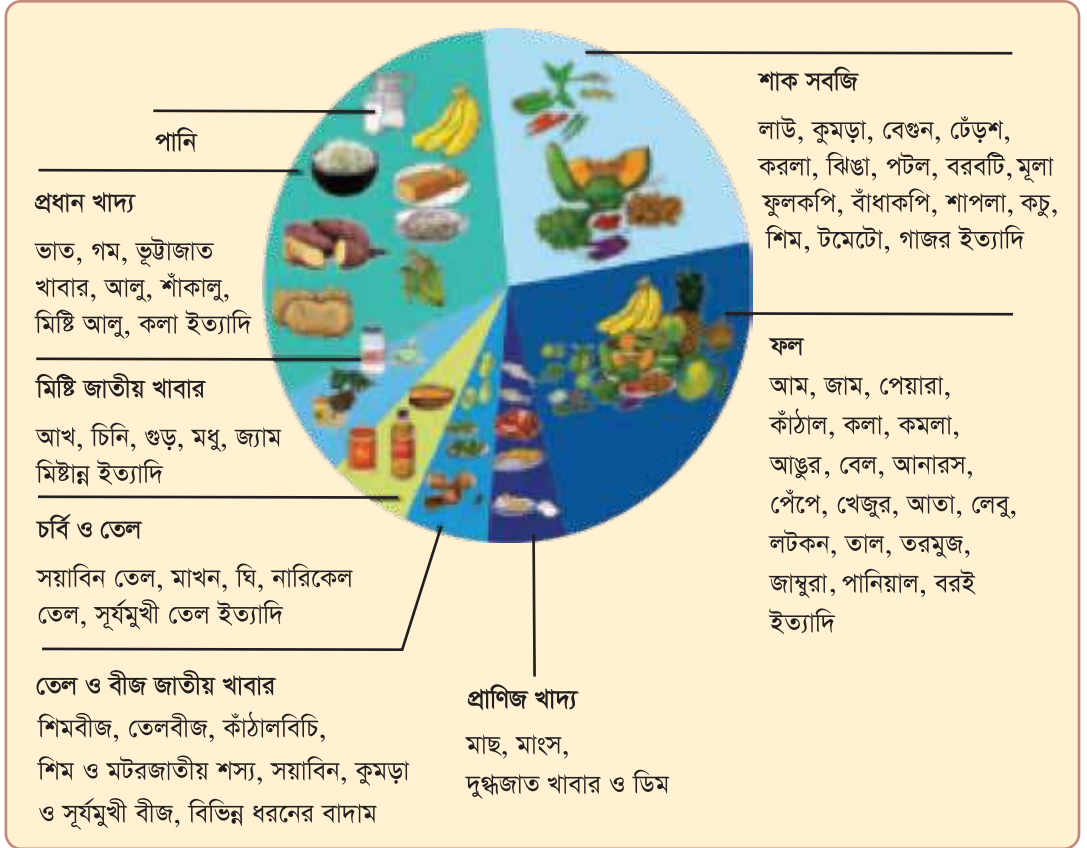 পানি
প্রধান খাদ্য
ভাত, গম, ভূট্টাজাত
খাবার, আলু, শাঁকালু,
মিষ্টি আলু, কলা ইত্যাদি
মিষ্টি জাতীয় খাবার
আখ, চিনি, গুড়, মধু, জ্যাম
মিষ্টান্ন ইত্যাদি
চর্বি ও তেল
সয়াবিন তেল, মাখন, ঘি, নারিকেল
তেল, সূর্যমুখী তেল ইত্যাদি
তেল ও বীজ জাতীয় খাবার
শিমবীজ, তেলবীজ, কাঁঠালবিচি,
শিম ও মটরজাতীয় শস্য, সয়াবিন, কুমড়া
ও সূর্যমুখী বীজ, বিভিন্ন ধরনের বাদাম
প্রাণিজ খাদ্য
মাছ, মাংস,
দুগ্ধজাত খাবার ও ডিম
শাক সবজি
লাউ, কুমড়া, বেগুন, ঢেঁড়শ,
করলা, ঝিঙা, পটল, বরবটি, মূলা
ফুলকপি, বাঁধাকপি, শাপলা, কচু,
শিম, টমেটো, গাজর ইত্যাদি
ফল
আম, জাম, পেয়ারা,
কাঁঠাল, কলা, কমলা,
আঙুর, বেল, আনারস,
পেঁপে, খেজুর, আতা, লেবু,
লটকন, তাল, তরমুজ,
জাম্বুরা, পানিয়াল, বরই
ইত্যাদি